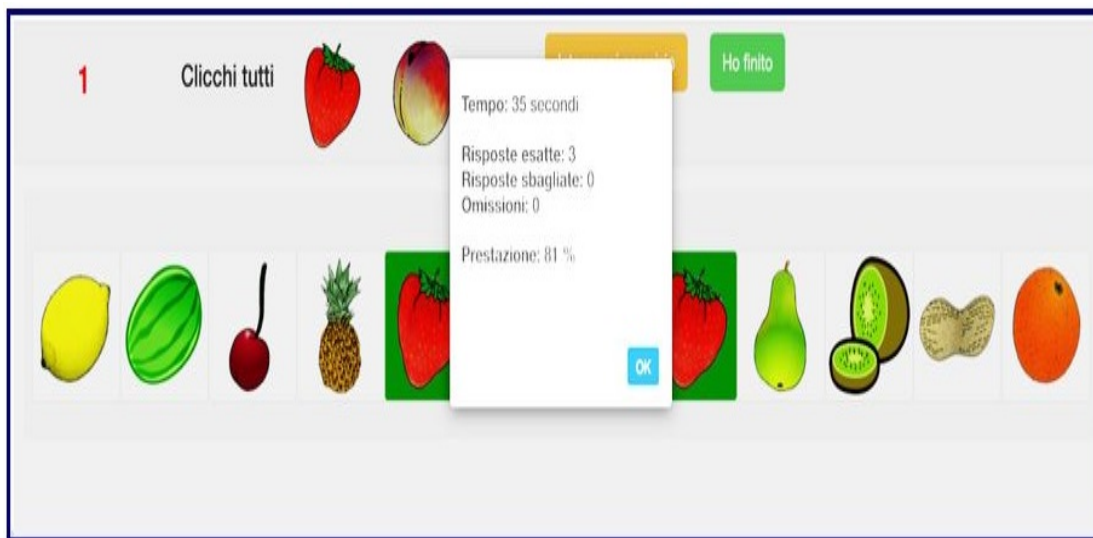 1
Clicchi tutti
Ho finito
Tempo: 35 secondi
Risposte esatte: 3
Risposte sbagliate: 0
Omissioni: 0
Prestazione: 81 %
OK